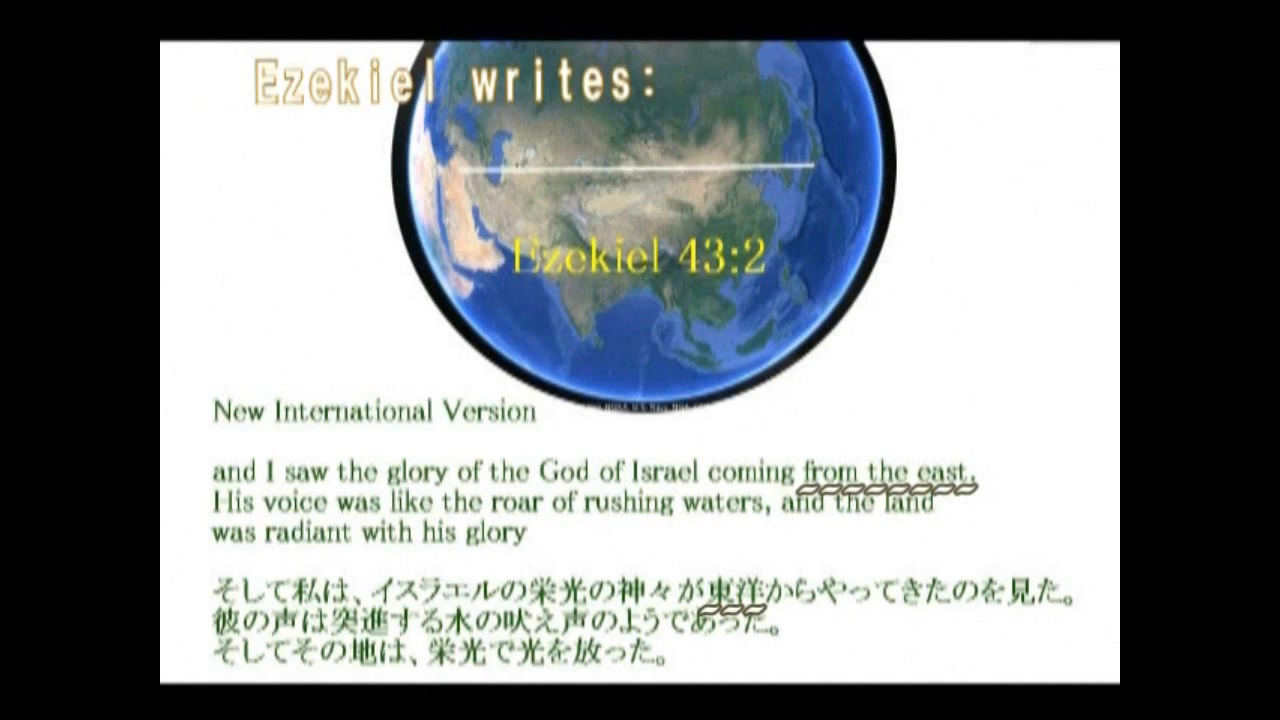 Ezekiel writes:
Ezekiel 43:2
New International Version
and I saw the glory of the God of Israel coming from the east.
His voice was like the roar of rushing waters, and the land
was radiant with his glory
そして私は、イスラエルの栄光の神々が東洋からやってきたのを見た。
彼の声は突進する水の吠え声のようであった。
そしてその地は、栄光で光を放った。